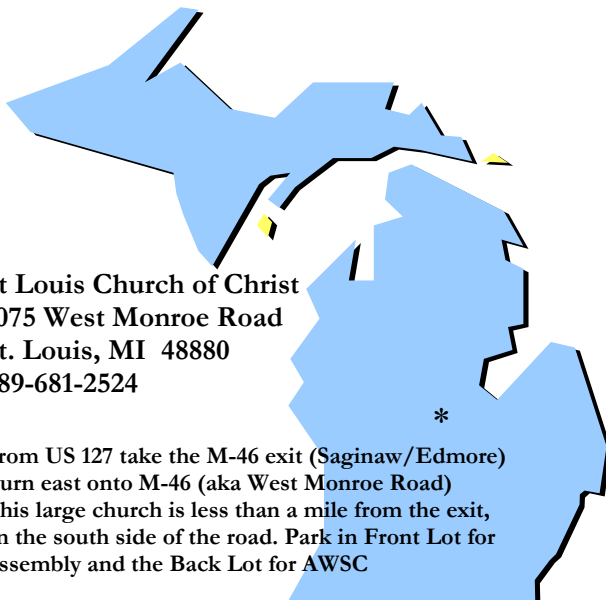 t Louis Church of Christ
075 West Monroe Road
t. Louis, MI 48880
89-681-2524
*
rom US 127 take the M-46 exit (Saginaw/Edmore)
urn east onto M-46 (aka West Monroe Road)
his large church is less than a mile from the exit,
n the south side of the road. Park in Front Lot for
ssembly and the Back Lot for AWSC